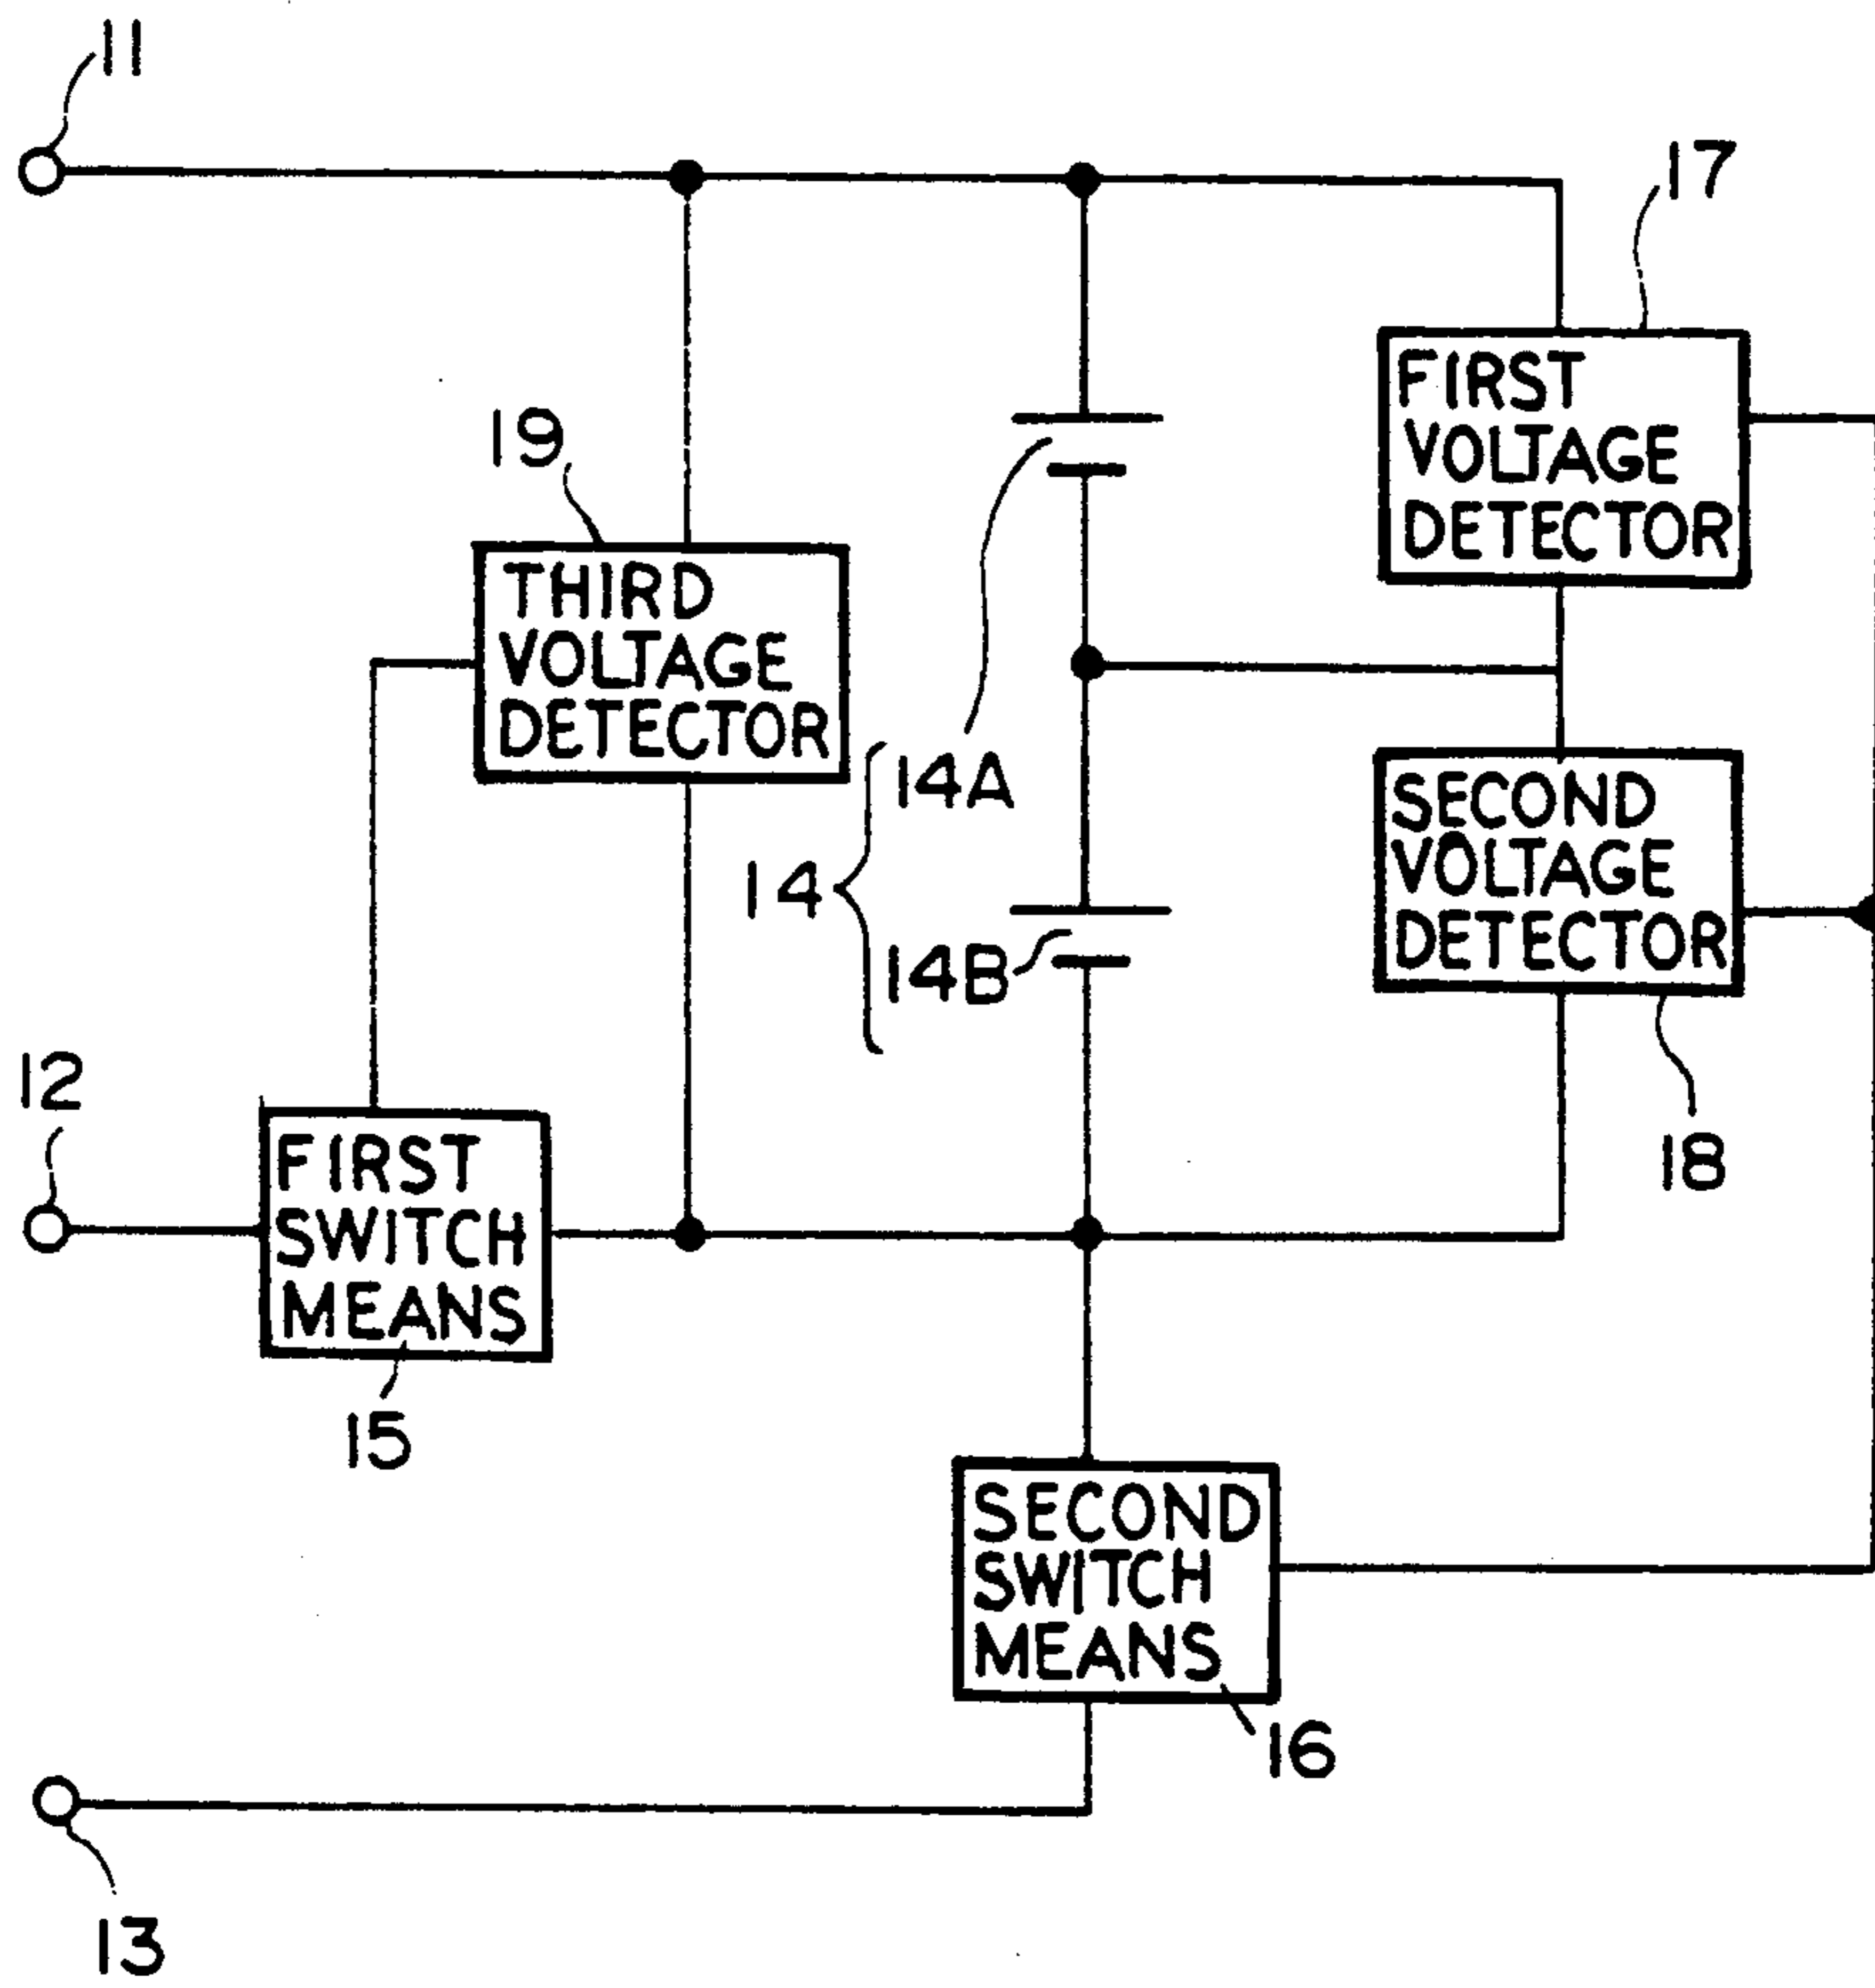 11
17
FIRST
VOLTAGE
DETECTOR
19
THIRD
VOLTAGE
DETECTOR
14A
14
14B
SECOND
VOLTAGE
DETECTOR
18
12
FIRST
SWITCH
MEANS
15
SECOND
SWITCH
MEANS
16
13